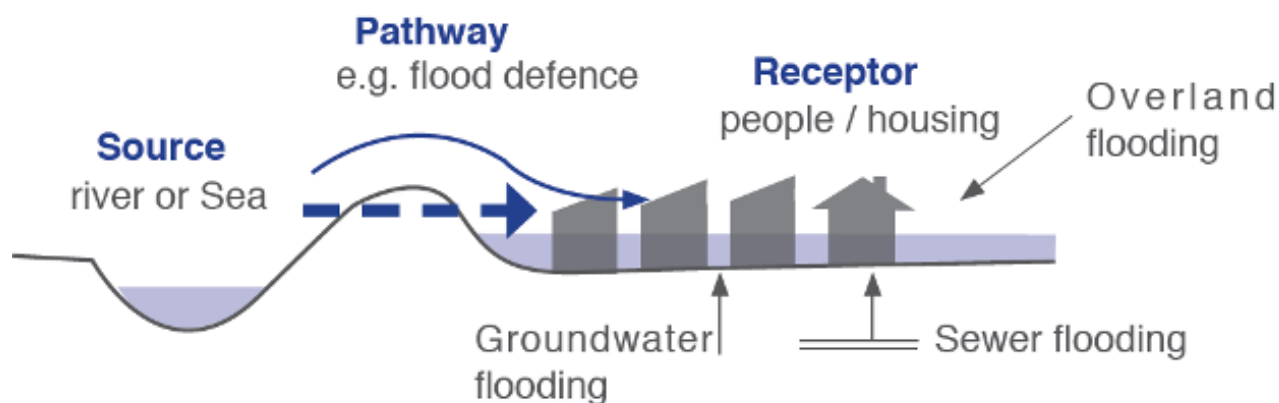 Pathway
e.g. flood defence
Receptor
people / housing
Overland
flooding
Source
river or Sea
Groundwater
flooding
Sewer flooding